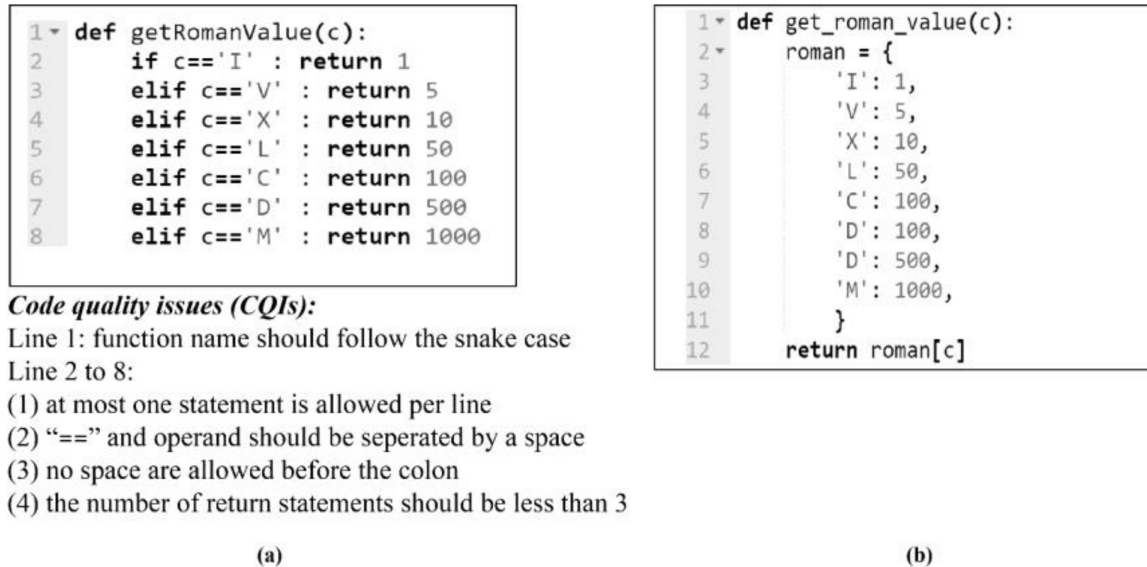 1 def getRomanValue(c):
2 if c=='I' : return 1
3 elif c=='V' : return 5
4 elif c=='X' : return 10
5 elif c=='L' : return 50
6 elif c=='C' : return 100
7 elif c=='D' : return 500
8 elif c=='M' : return 1000
Code quality issues (CQIs):
Line 1: function name should follow the snake case
Line 2 to 8:
(1) at most one statement is allowed per line
(2) “==” and operand should be seperated by a space
(3) no space are allowed before the colon
(4) the number of return statements should be less than 3
(a)
1 def get_roman_value(c):
2 roman = {
3 'I': 1,
4 'V': 5,
5 'X': 10,
6 'L': 50,
7 'C': 100,
8 'D': 100,
9 'D': 500,
10 'M': 1000,
11 }
12 return roman[c]
(b)